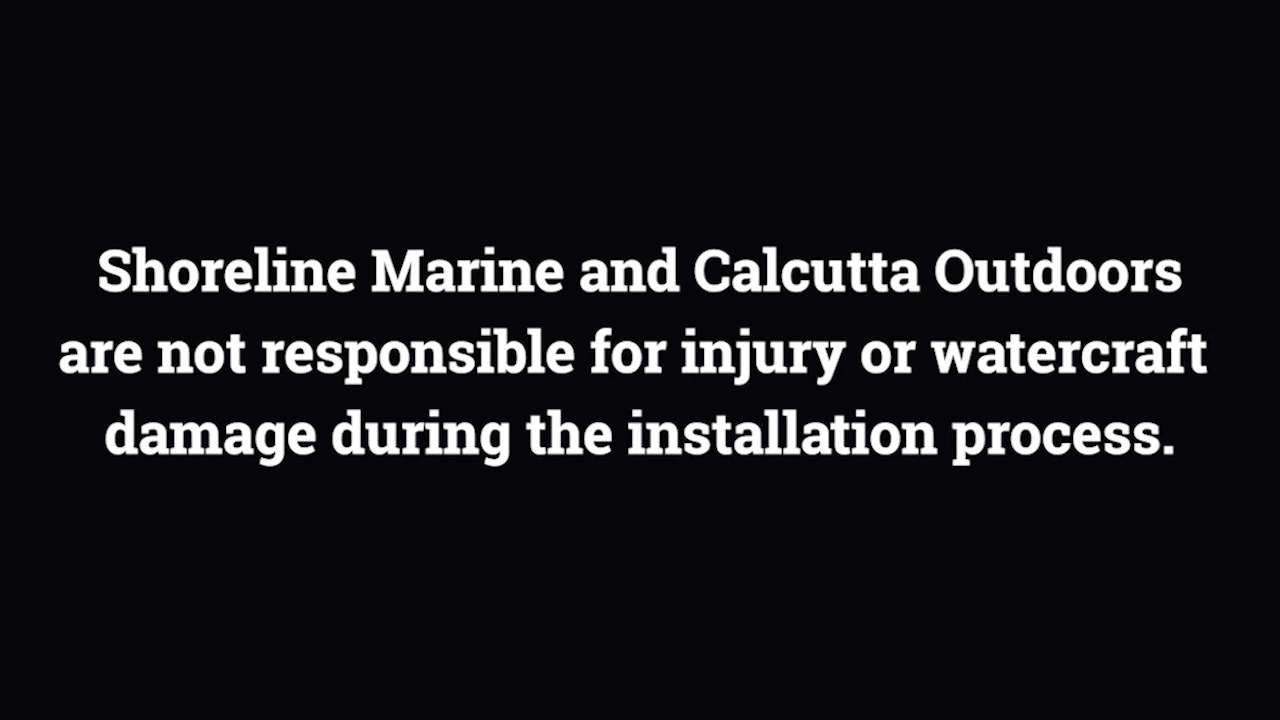 Shoreline Marine and Calcutta Outdoors
are not responsible for injury or watercraft
damage during the installation process.